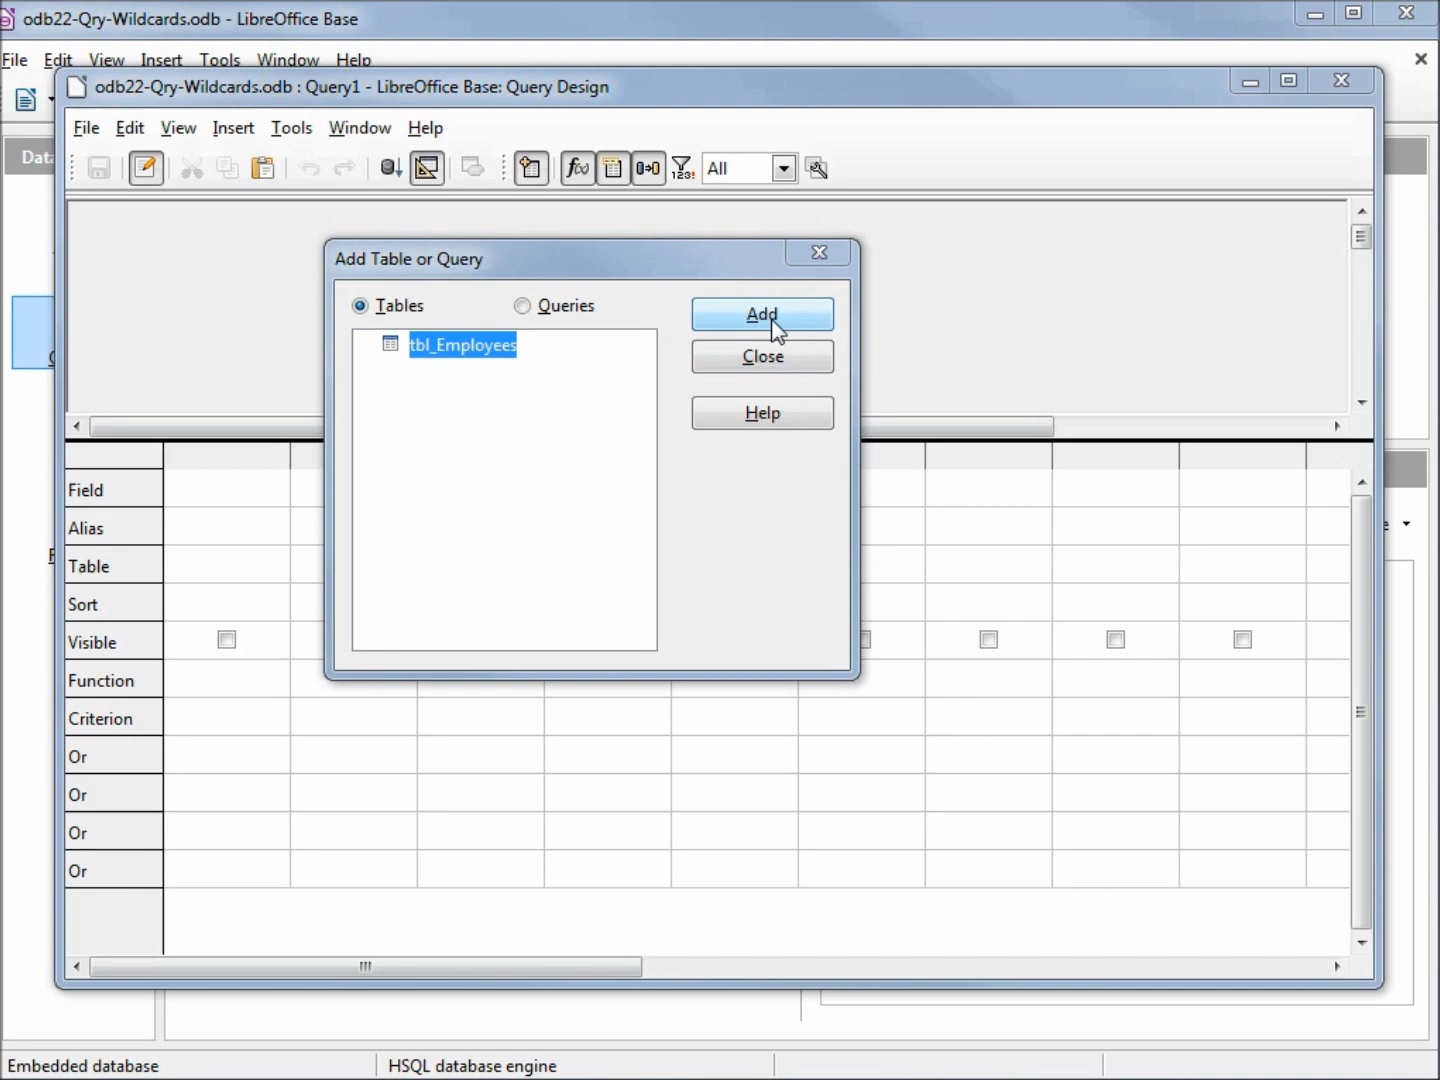 odb22-Qry-Wildcards.odb - LibreOffice Base
File Edit View Insert Tools Window Help
odb22-Qry-Wildcards.odb : Query1 - LibreOffice Base: Query Design
File Edit View Insert Tools Window Help
All
Add Table or Query
Tables Queries
Add
tbl_Employees
Close
Help
Field
Alias
Table
Sort
Visible
Function
Criterion
Or
Or
Or
Or
Embedded database HSQL database engine